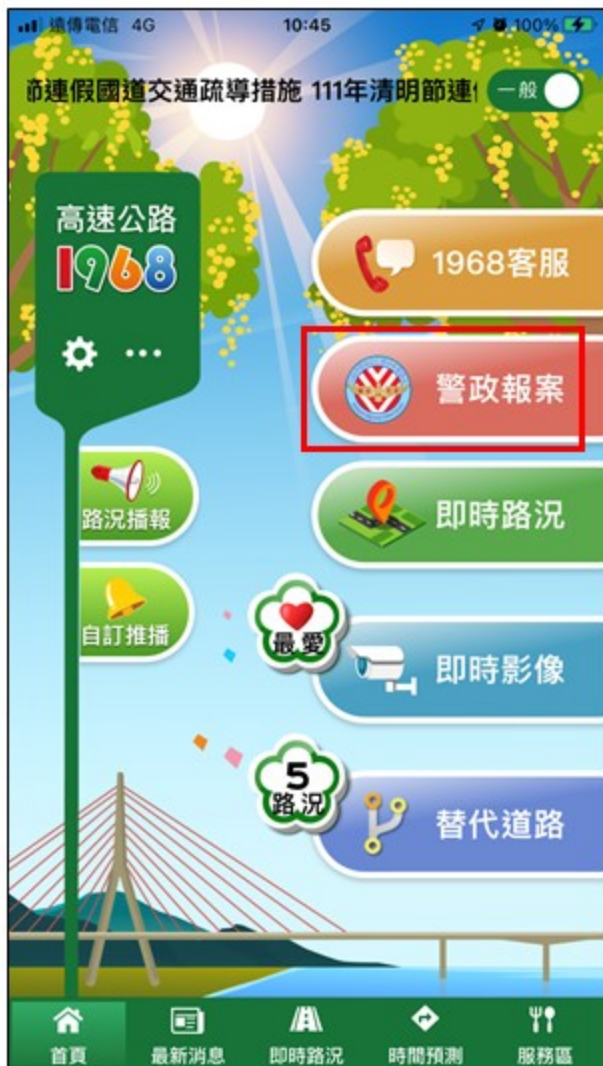 遠傳電信 4G 10:45 100%
節連假國道交通疏導措施 111年清明節連 一般
高速公路
1968
1968客服
警政報案
路況播報
即時路況
自訂推播
最愛
即時影像
5
路況
替代道路
首頁 最新消息 即時路況 時間預測 服務區